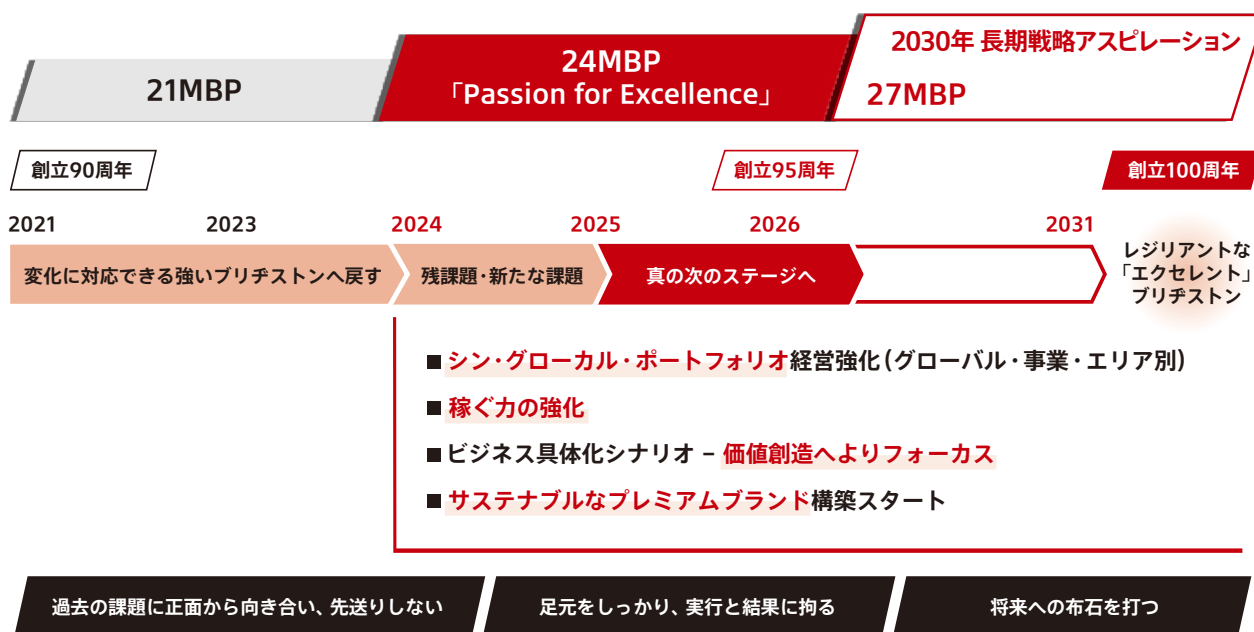 21MBP
24MBP
「Passion for Excellence」
2030年 長期戦略アスピレーション
27MBP
創立90周年
創立95周年
創立100周年
2021
2023
2024
2025
2026
2031
変化に対応できる強いブリヂストンへ戻す
残課題・新たな課題
真の次のステージへ
レジリアントな
「エクセレント」
ブリヂストン
■ シン・グローカル・ポートフォリオ経営強化(グローバル・事業・エリア別)
■ 稼ぐ力の強化
■ ビジネス具体化シナリオ – 価値創造へよりフォーカス
■ サステナブルなプレミアムブランド構築スタート
過去の課題に正面から向き合い、先送りしない
足元をしっかり、実行と結果に拘る
将来への布石を打つ